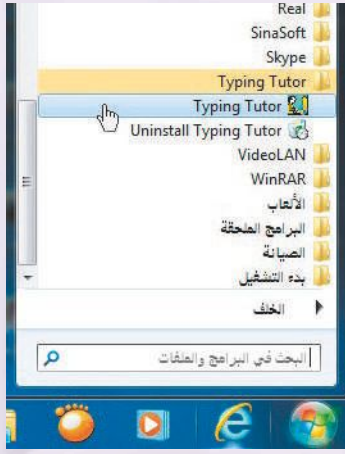 Real
SinaSoft
Skype
Typing Tutor
Typing Tutor
Uninstall Typing Tutor
VideoLAN
WinRAR
الألعاب
البرامج الملحقة
الصيانة
بدء التشغيل
الخلف
البحث في البرامج والملفات